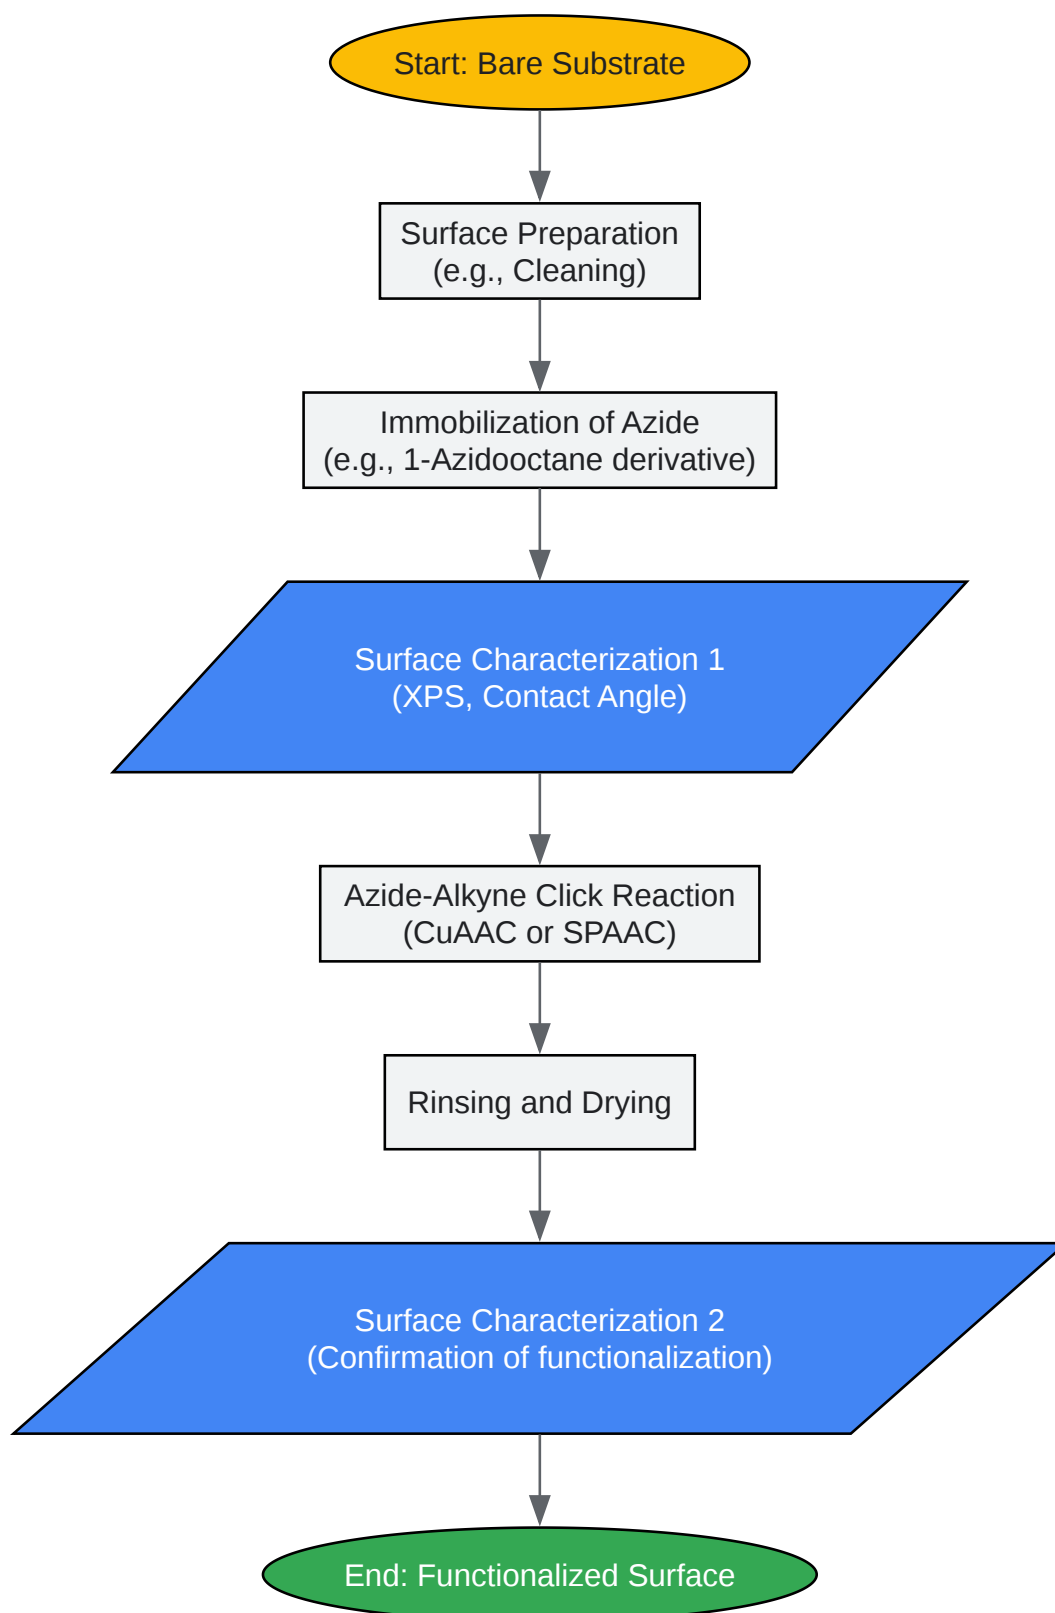 Start: Bare Substrate
Surface Preparation
(e.g., Cleaning)
Immobilization of Azide
(e.g., 1-Azidooctane derivative)
Surface Characterization 1
(XPS, Contact Angle)
Azide-Alkyne Click Reaction
(CuAAC or SPAAC)
Rinsing and Drying
Surface Characterization 2
(Confirmation of functionalization)
End: Functionalized Surface